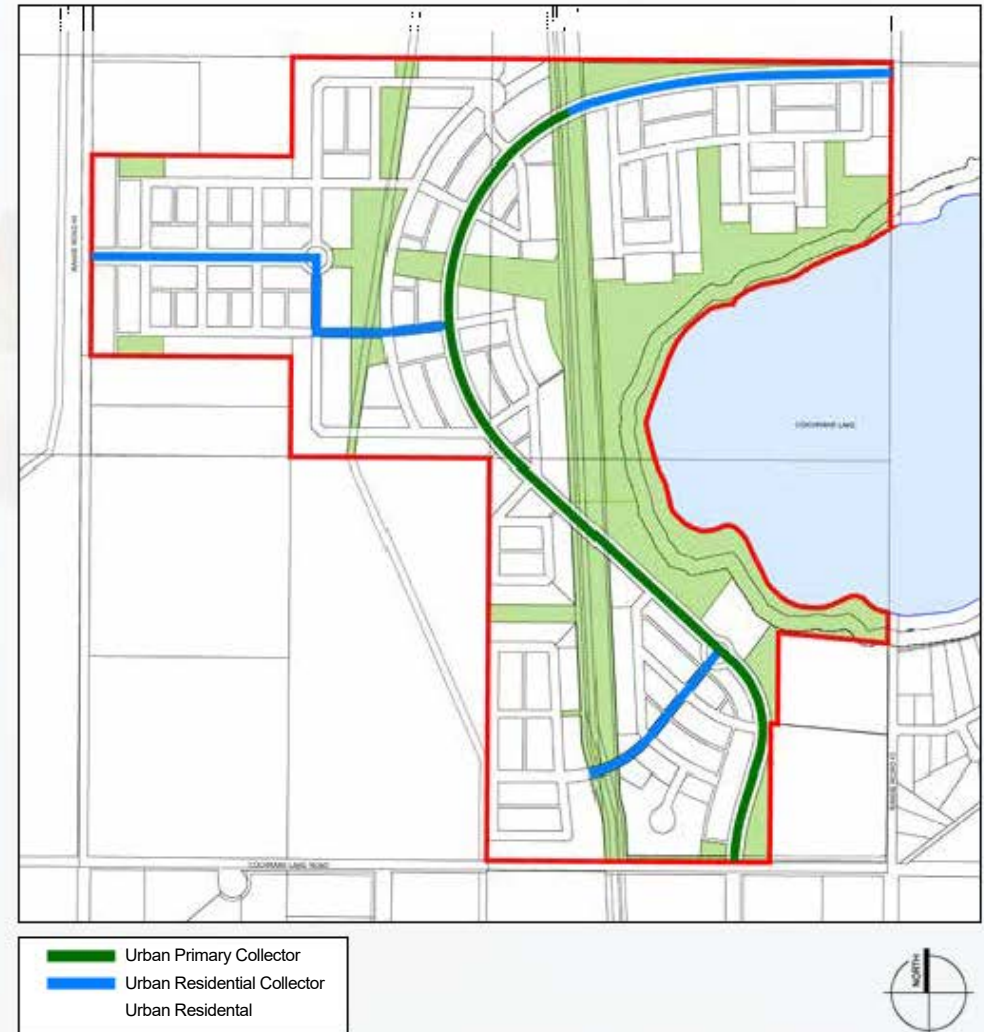 COCHRANE LAKE
COCHRANE LAKE ROAD
Urban Primary Collector
Urban Residential Collector
Urban Residental
NORTH